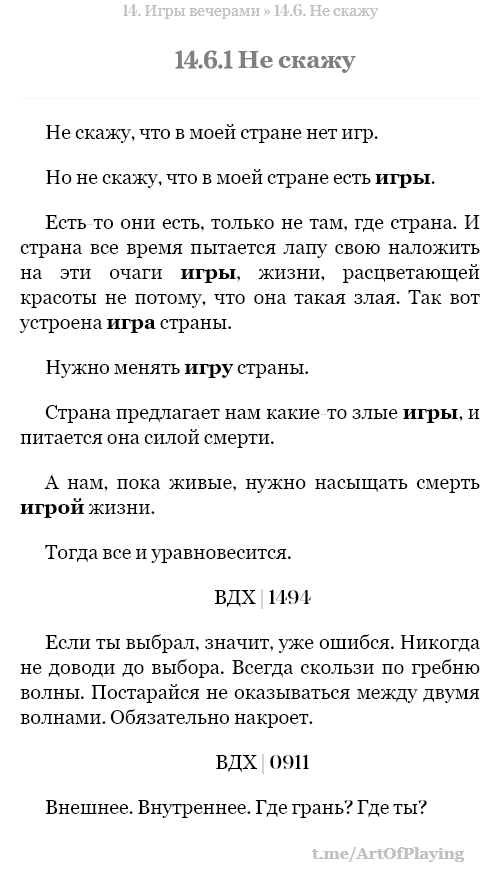 14. Игры вечерами » 14.6. Не скажу
14.6.1 Не скажу
Не скажу, что в моей стране нет игр.
Но не скажу, что в моей стране есть игры.
Есть-то они есть, только не там, где страна. И
страна все время пытается лапу свою наложить
на эти очаги игры, жизни, расцветающей
красоты не потому, что она такая злая. Так вот
устроена игра страны.
Нужно менять игру страны.
Страна предлагает нам какие-то злые игры, и
питается она силой смерти.
А нам, пока живые, нужно насыщать смерть
игрой жизни.
Тогда все и уравновесится.
ВДХ | 1494
Если ты выбрал, значит, уже ошибся. Никогда
не доводи до выбора. Всегда скользи по гребню
волны. Постарайся не оказываться между двумя
волнами. Обязательно накроет.
ВДХ | 0911
Внешнее. Внутреннее. Где грань? Где ты?
t.me/ArtOfPlaying